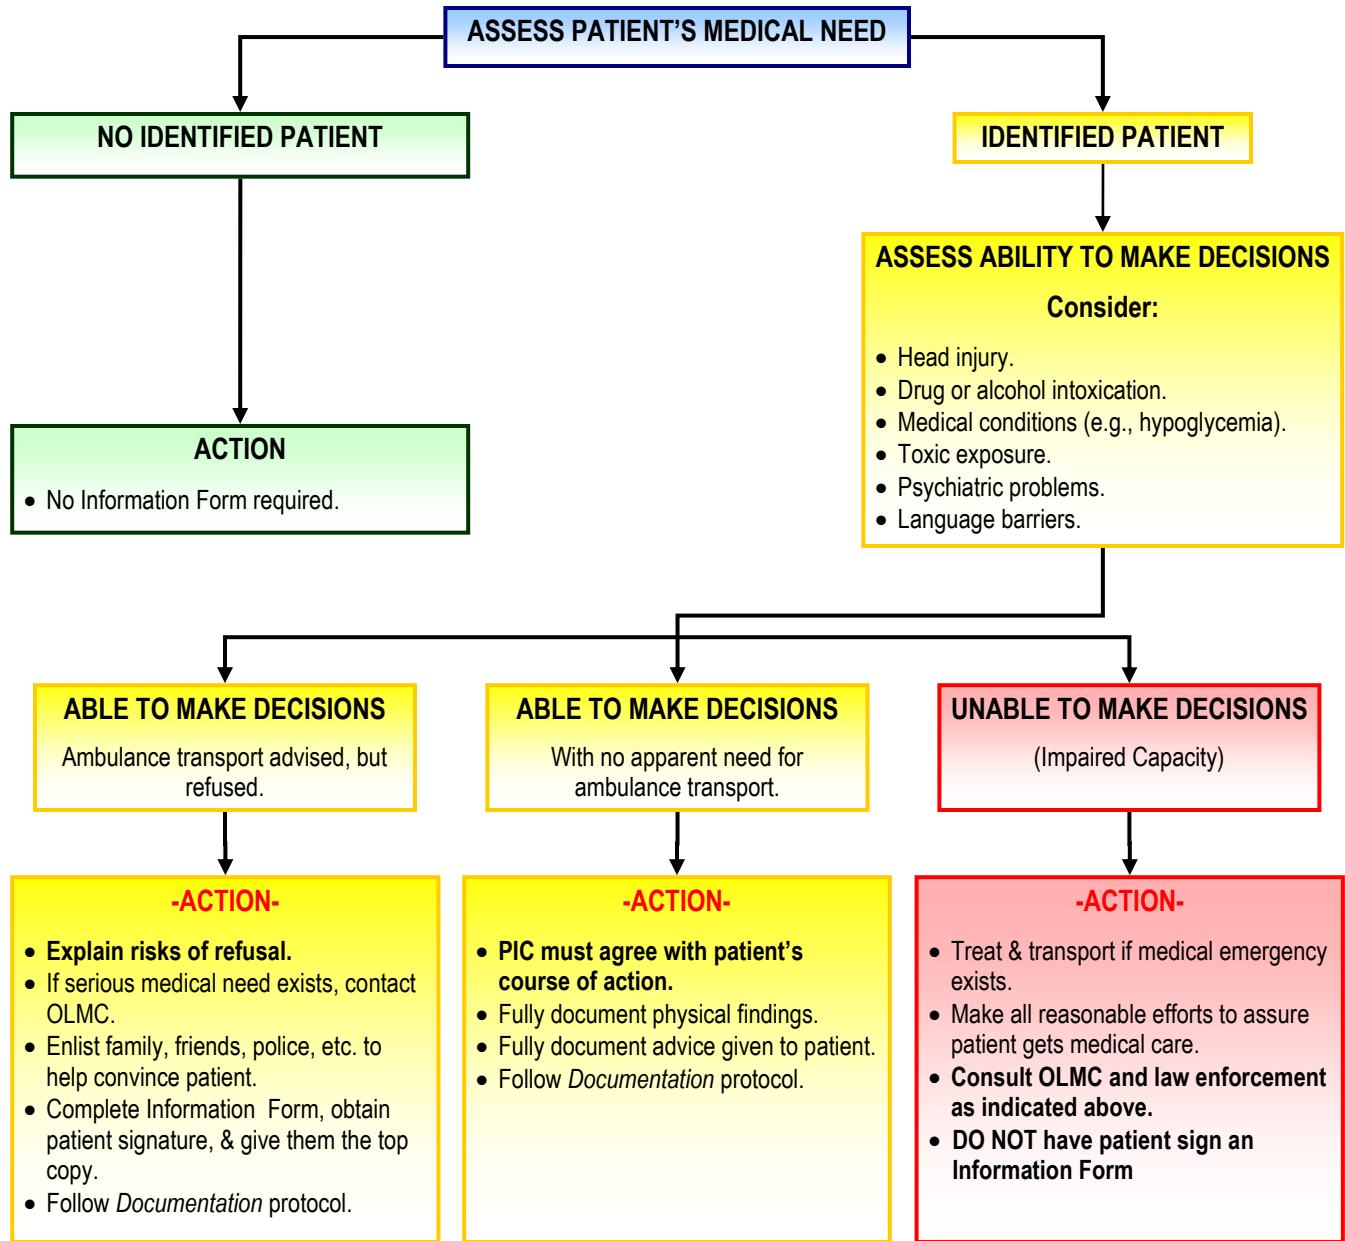 ASSESS PATIENT'S MEDICAL NEED
NO IDENTIFIED PATIENT
IDENTIFIED PATIENT
ASSESS ABILITY TO MAKE DECISIONS
Consider:
• Head injury.
• Drug or alcohol intoxication.
• Medical conditions (e.g., hypoglycemia).
• Toxic exposure.
• Psychiatric problems.
• Language barriers.
ACTION
• No Information Form required.
ABLE TO MAKE DECISIONS
Ambulance transport advised, but
refused.
ABLE TO MAKE DECISIONS
With no apparent need for
ambulance transport.
UNABLE TO MAKE DECISIONS
(Impaired Capacity)
-ACTION-
• Explain risks of refusal.
• If serious medical need exists, contact
OLMC.
• Enlist family, friends, police, etc. to
help convince patient.
• Complete Information Form, obtain
patient signature, & give them the top
copy.
• Follow Documentation protocol.
-ACTION-
• PIC must agree with patient's
course of action.
• Fully document physical findings.
• Fully document advice given to patient.
• Follow Documentation protocol.
-ACTION-
• Treat & transport if medical emergency
exists.
• Make all reasonable efforts to assure
patient gets medical care.
• Consult OLMC and law enforcement
as indicated above.
• DO NOT have patient sign an
Information Form